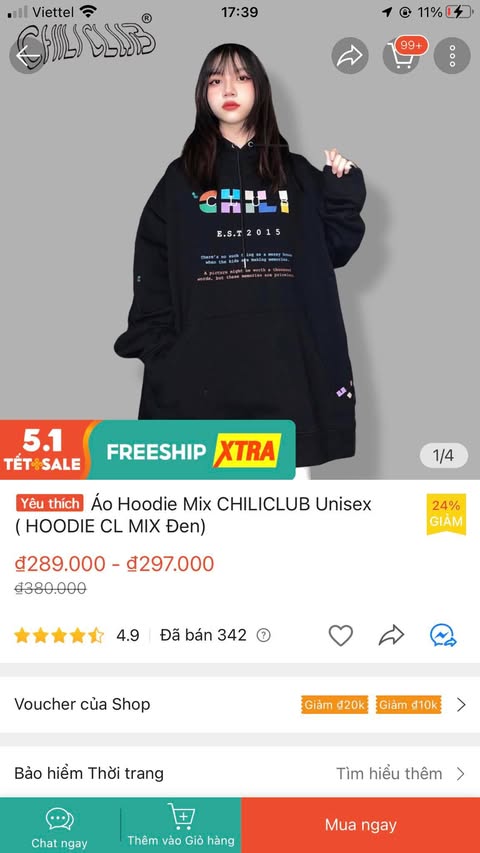 Viettel
17:39
11%
CHILICLUB®
99+
CHILI
E.S.T 2 0 1 5
There's no such thing as a messy house
when the kids are making memories.
A picture might be worth a thousand
words, but these memories are priceless.
5.1
TẾT SALE
FREESHIP XTRA
1/4
Yêu thích Áo Hoodie Mix CHILICLUB Unisex
( HOODIE CL MIX Đen)
24%
GIẢM
₫289.000 - ₫297.000
₫380.000
4.9
Đã bán 342 ?
Voucher của Shop
Giảm ₫20k
Giảm ₫10k
Bảo hiểm Thời trang
Tìm hiểu thêm
Chat ngay
Thêm vào Giỏ hàng
Mua ngay